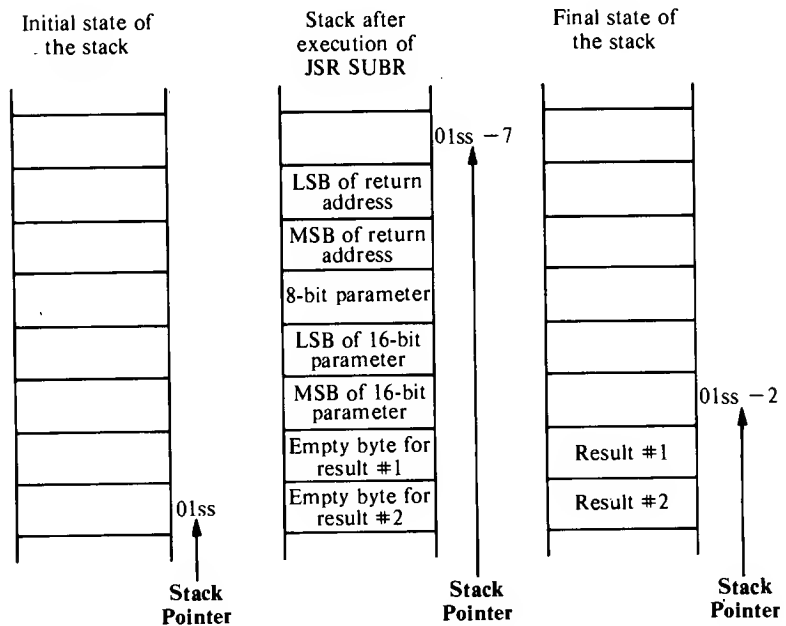 Initial state of
the stack
Stack after
execution of
JSR SUBR
Final state of
the stack
01ss −7
LSB of return
address
MSB of return
address
8-bit parameter
LSB of 16-bit
parameter
MSB of 16-bit
parameter
Empty byte for
result #1
Empty byte for
result #2
01ss −2
Result #1
Result #2
01ss
Stack
Pointer
Stack
Pointer
Stack
Pointer